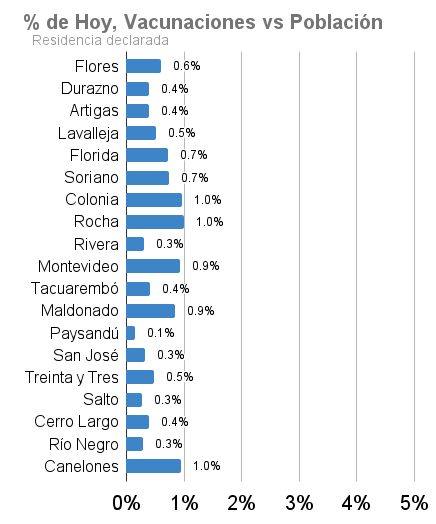 % de Hoy, Vacunaciones vs Población
Residencia declarada
Flores 0.6%
Durazno 0.4%
Artigas 0.4%
Lavalleja 0.5%
Florida 0.7%
Soriano 0.7%
Colonia 1.0%
Rocha 1.0%
Rivera 0.3%
Montevideo 0.9%
Tacuarembó 0.4%
Maldonado 0.9%
Paysandú 0.1%
San José 0.3%
Treinta y Tres 0.5%
Salto 0.3%
Cerro Largo 0.4%
Río Negro 0.3%
Canelones 1.0%
0% 1% 2% 3% 4% 5%